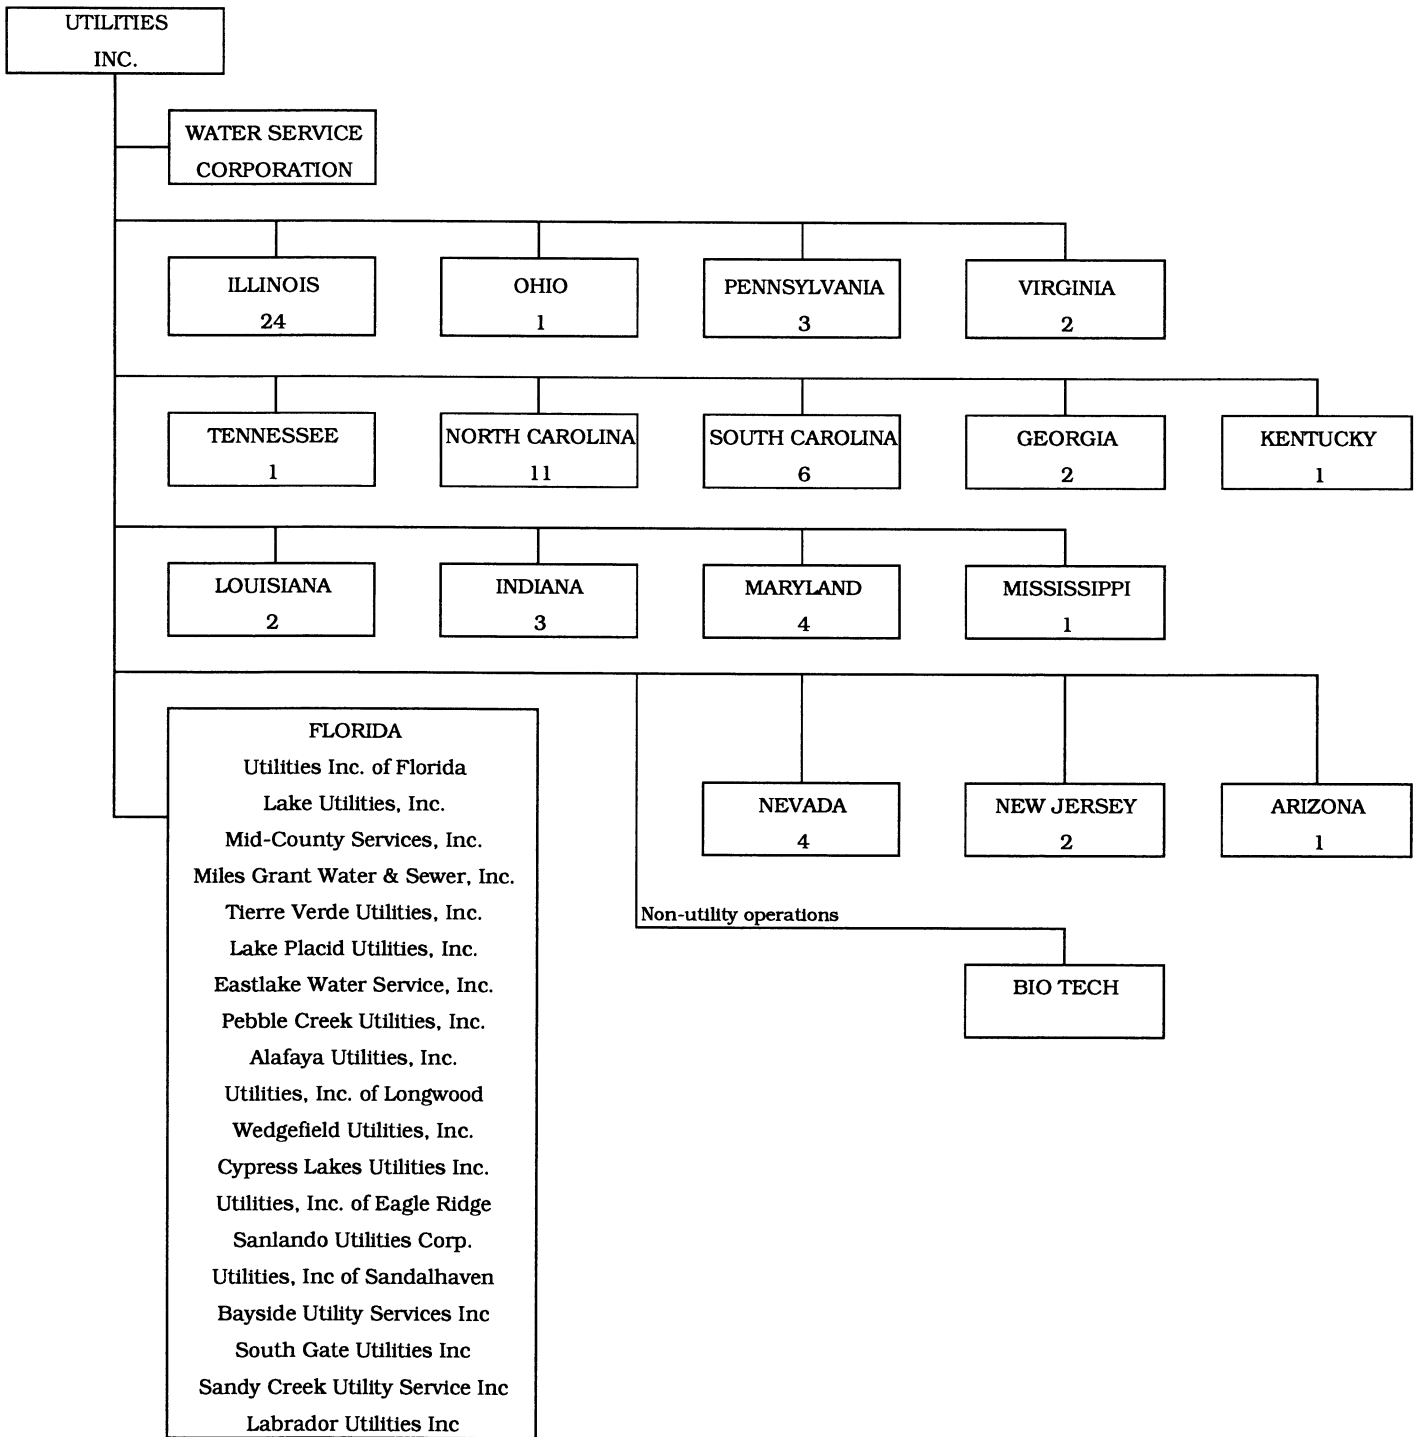 UTILITIES
INC.
WATER SERVICE
CORPORATION
ILLINOIS
24
OHIO
1
PENNSYLVANIA
3
VIRGINIA
2
TENNESSEE
1
NORTH CAROLINA
11
SOUTH CAROLINA
6
GEORGIA
2
KENTUCKY
1
LOUISIANA
2
INDIANA
3
MARYLAND
4
MISSISSIPPI
1
FLORIDA
Utilities Inc. of Florida
Lake Utilities, Inc.
Mid-County Services, Inc.
Miles Grant Water & Sewer, Inc.
Tierre Verde Utilities, Inc.
Lake Placid Utilities, Inc.
Eastlake Water Service, Inc.
Pebble Creek Utilities, Inc.
Alafaya Utilities, Inc.
Utilities, Inc. of Longwood
Wedgefield Utilities, Inc.
Cypress Lakes Utilities Inc.
Utilities, Inc. of Eagle Ridge
Sanlando Utilities Corp.
Utilities, Inc of Sandalhaven
Bayside Utility Services Inc
South Gate Utilities Inc
Sandy Creek Utility Service Inc
Labrador Utilities Inc
NEVADA
4
NEW JERSEY
2
ARIZONA
1
Non-utility operations
BIO TECH